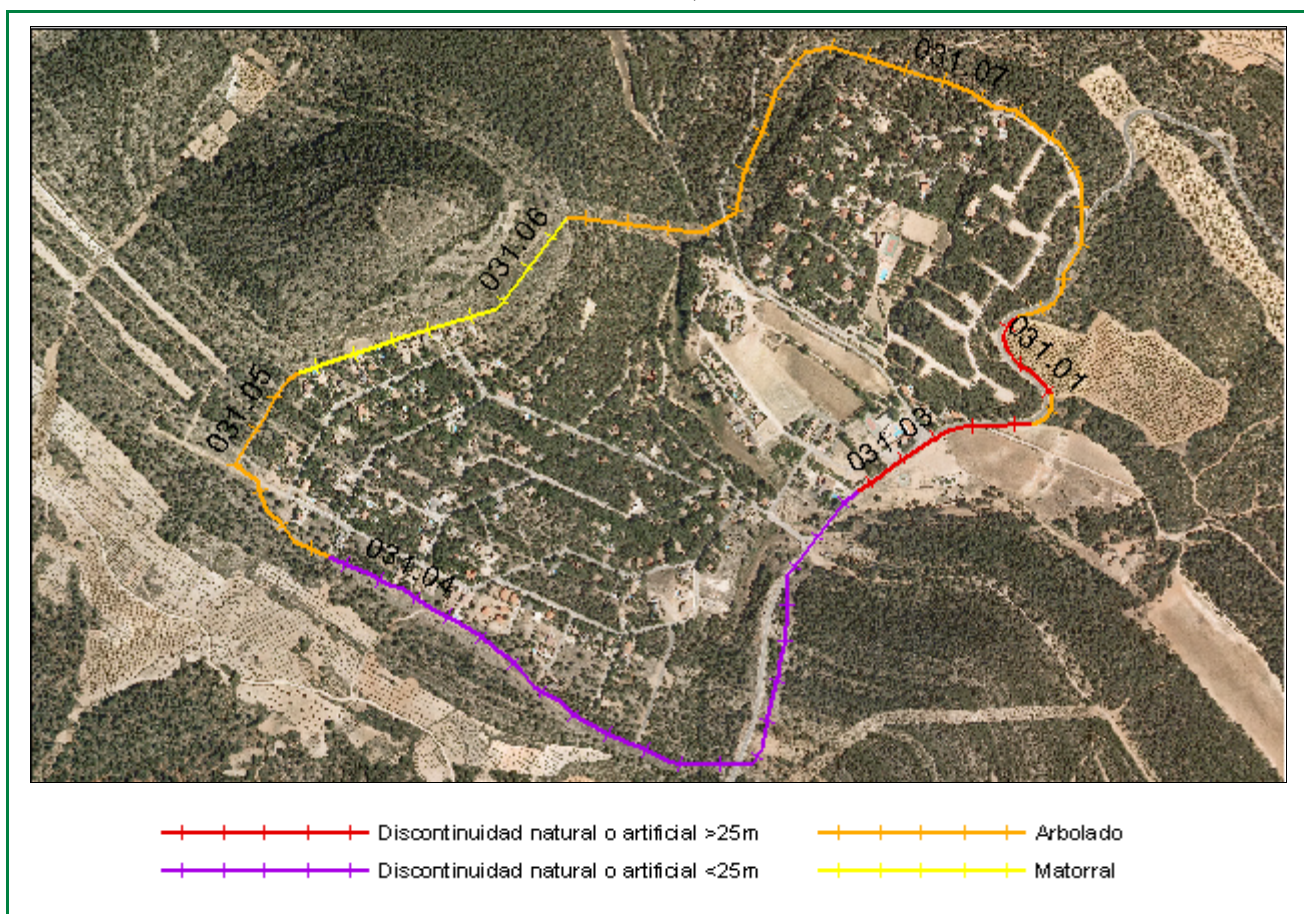 031.07
031.06
031.01
031.05
031.03
031.04
Discontinuidad natural o artificial >25m
Arbolado
Discontinuidad natural o artificial <25m
Matorral